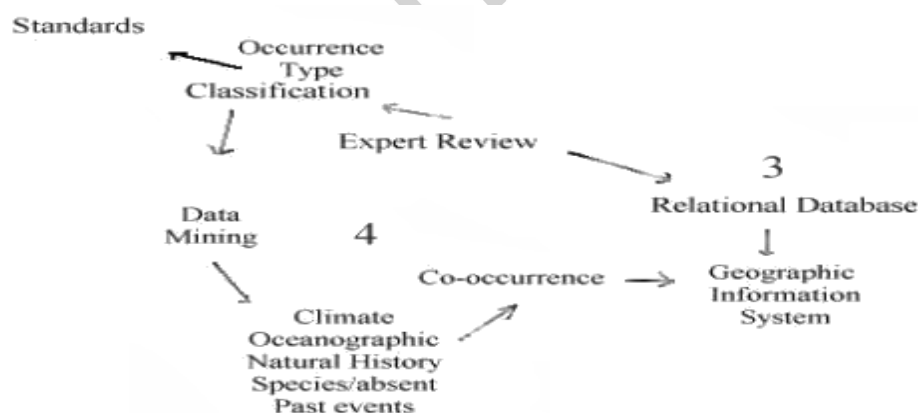 Standards
Occurrence
Type
Classification
Expert Review
3
Relational Database
Data
Mining
4
Co-occurrence
Geographic
Information
System
Climate
Oceanographic
Natural History
Species/absent
Past events